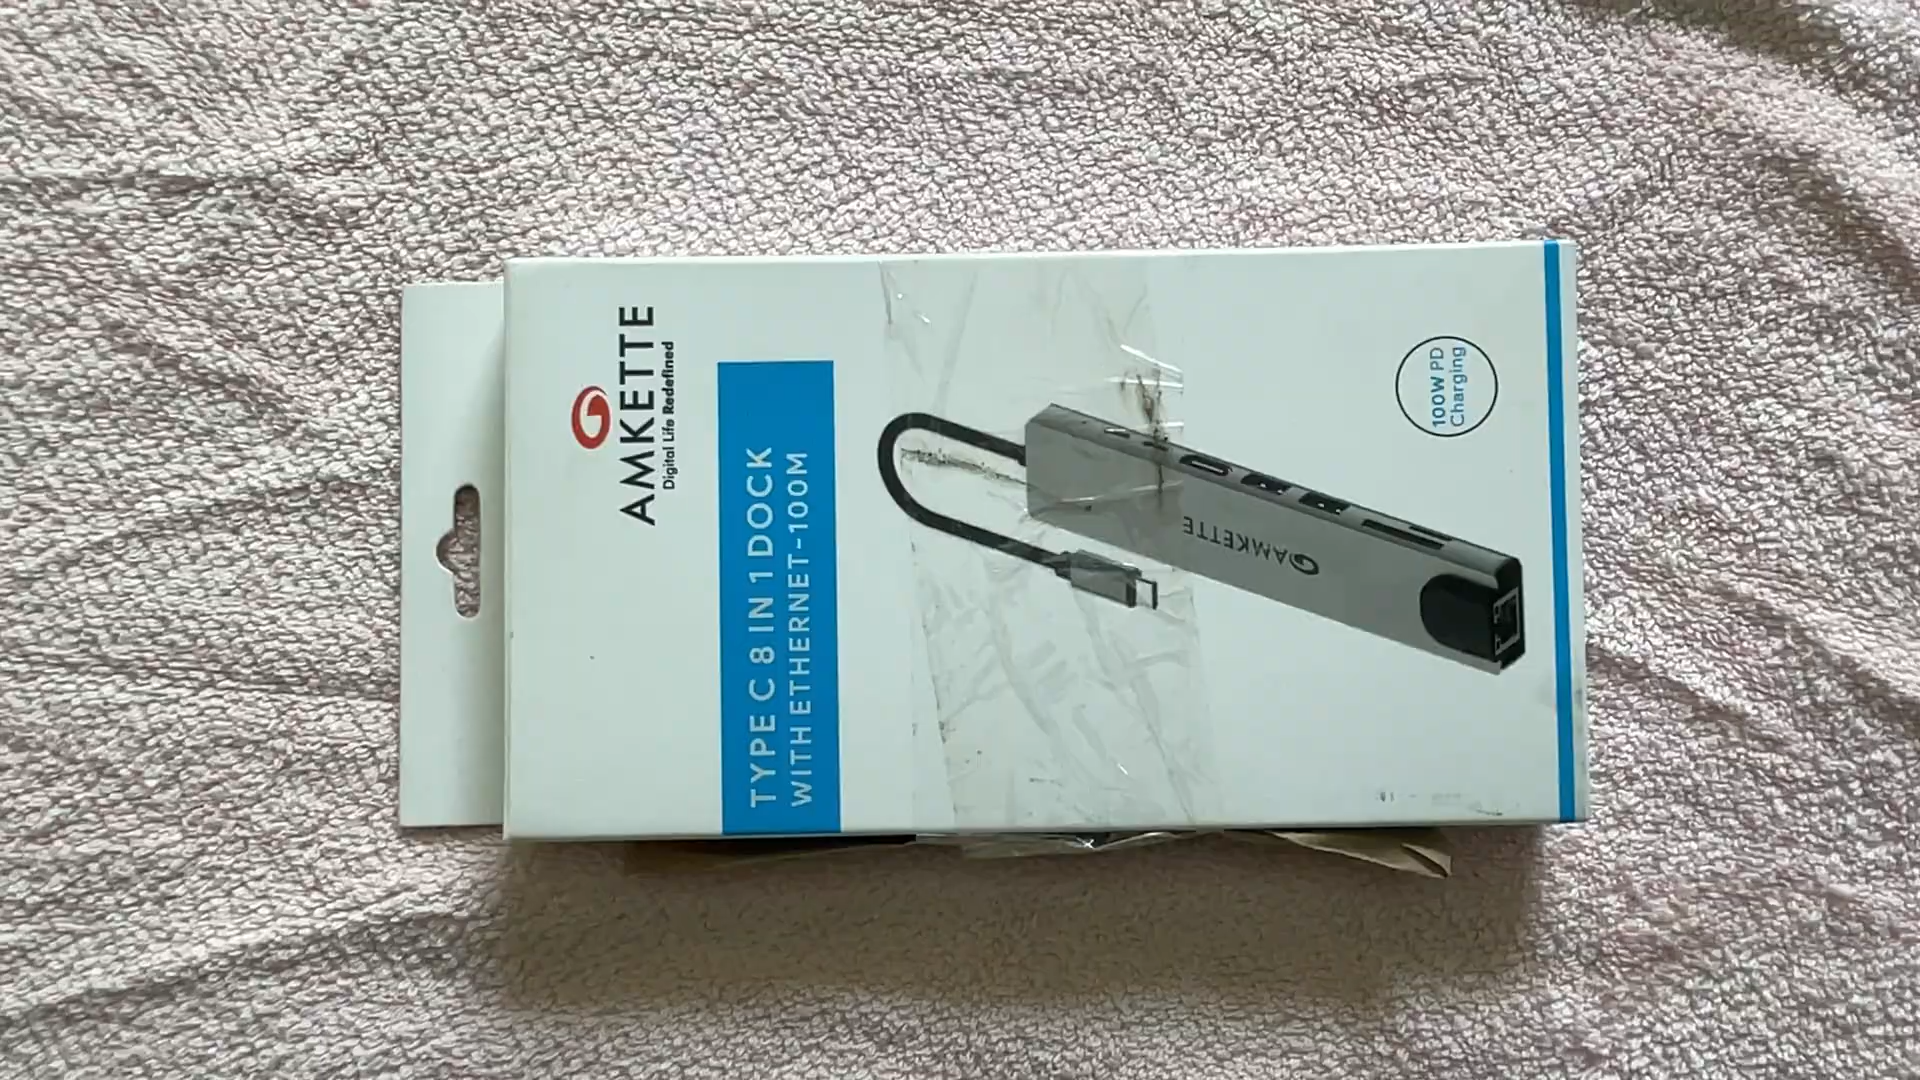 AMKETTE
Digital Life Redefined
TYPE C 8 IN 1 DOCK
WITH ETHERNET-100M
AMKETTE
100W PD
Charging